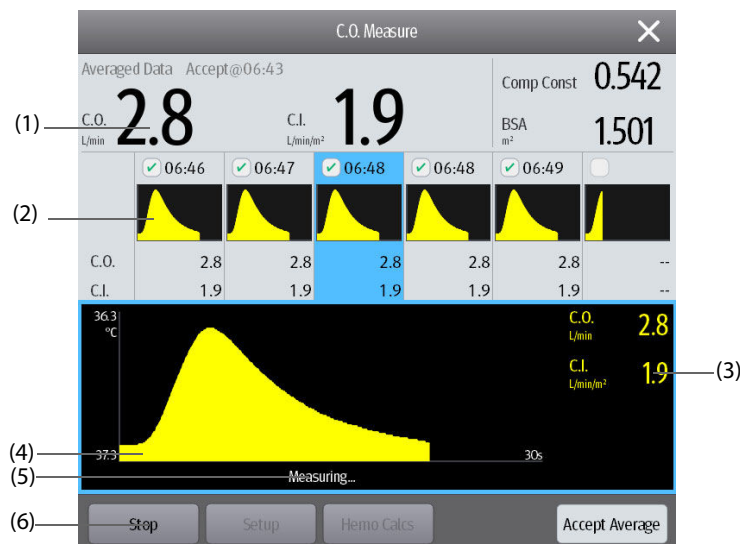 C.O. Measure
Averaged Data Accept@06:43
C.O.
L/min
2.8
C.I.
L/min/m²
1.9
Comp Const 0.542
BSA
m²
1.501
(1)
06:46 06:47 06:48 06:48 06:49
(2)
C.O. 2.8 2.8 2.8 2.8 2.8 --
C.I. 1.9 1.9 1.9 1.9 1.9 --
36.3
°C
C.O.
L/min
2.8
C.I.
L/min/m²
1.9
(3)
(4)
37.3
30s
(5)
Measuring...
(6)
Stop Setup Hemo Calcs Accept Average